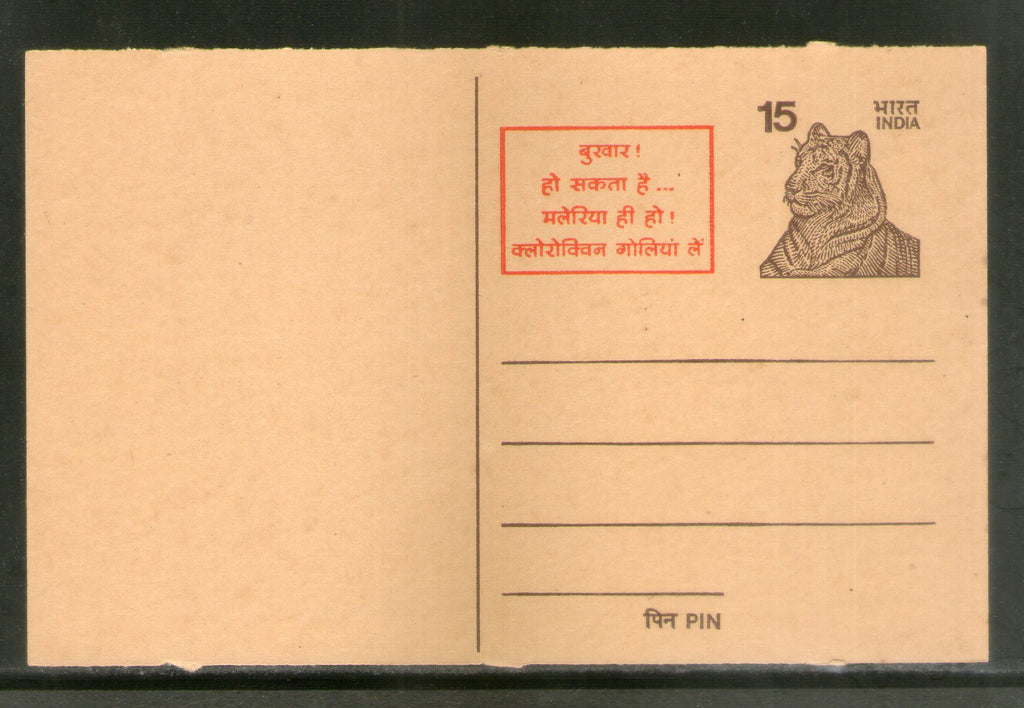 15
भारत
INDIA
बुखार !
हो सकता है ...
मलेरिया ही हो !
क्लोरोक्विन गोलियां लें
पिन PIN